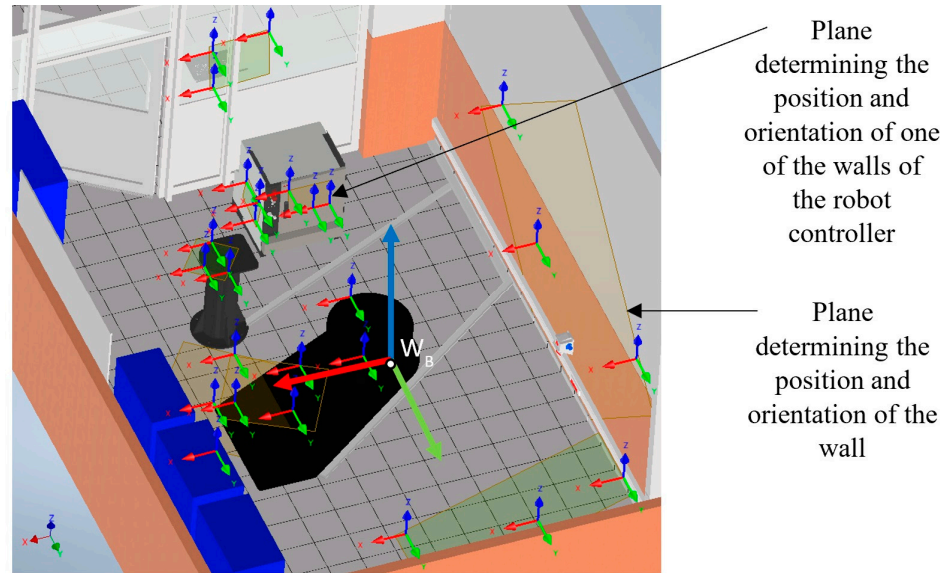 Plane
determining the
position and
orientation of one
of the walls of
the robot
controller
W_B
Plane
determining the
position and
orientation of the
wall